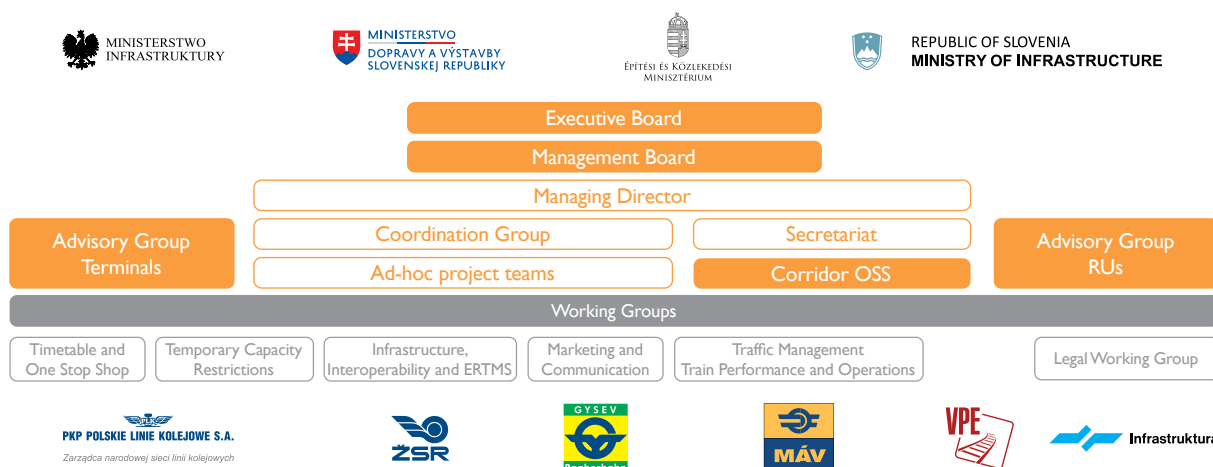 MINISTERSTWO
INFRASTRUKTURY
MINISTERSTVO
DOPRAVY A VÝSTAVBY
SLOVENSKEJ REPUBLIKY
Építési és Közlekedési
Minisztérium
REPUBLIC OF SLOVENIA
MINISTRY OF INFRASTRUCTURE
Executive Board
Management Board
Managing Director
Advisory Group
Terminals
Coordination Group
Secretariat
Ad-hoc project teams
Corridor OSS
Advisory Group
RUs
Working Groups
Timetable and
One Stop Shop
Temporary Capacity
Restrictions
Infrastructure,
Interoperability and ERTMS
Marketing and
Communication
Traffic Management
Train Performance and Operations
Legal Working Group
PLK
PKP POLSKIE LINIE KOLEJOWE S.A.
Zarządca narodowej sieci linii kolejowych
ŽSR
GYSEV
MÁV
VPE
Infrastruktura